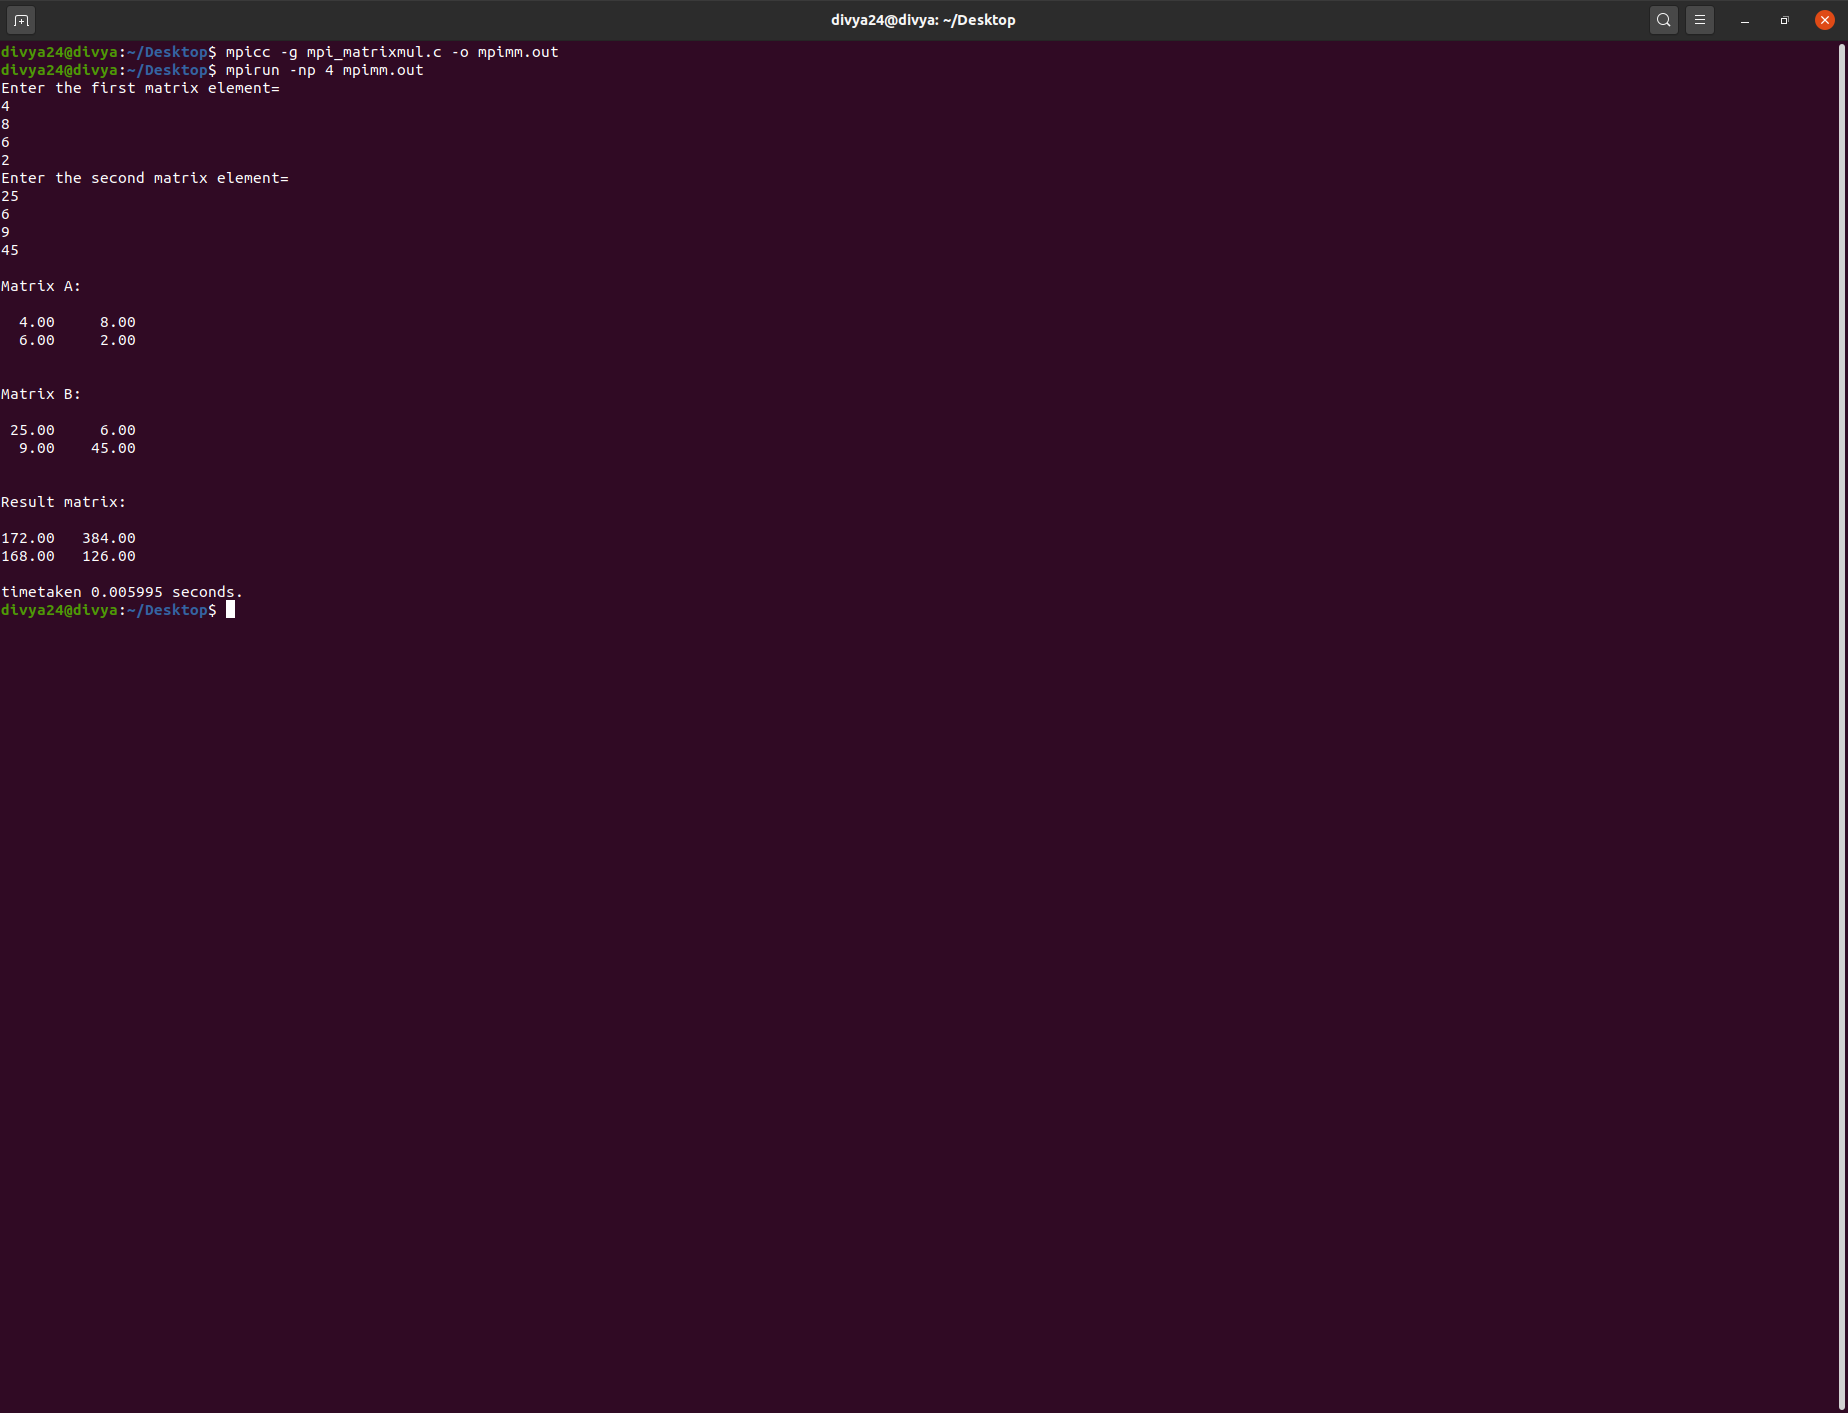 divya24@divya: ~/Desktop
divya24@divya:~/Desktop$ mpicc -g mpi_matrixmul.c -o mpimm.out
divya24@divya:~/Desktop$ mpirun -np 4 mpimm.out
Enter the first matrix element=
4
8
6
2
Enter the second matrix element=
25
6
9
45
Matrix A:
4.00     8.00
6.00     2.00
Matrix B:
25.00     6.00
9.00    45.00
Result matrix:
172.00   384.00
168.00   126.00
timetaken 0.005995 seconds.
divya24@divya:~/Desktop$